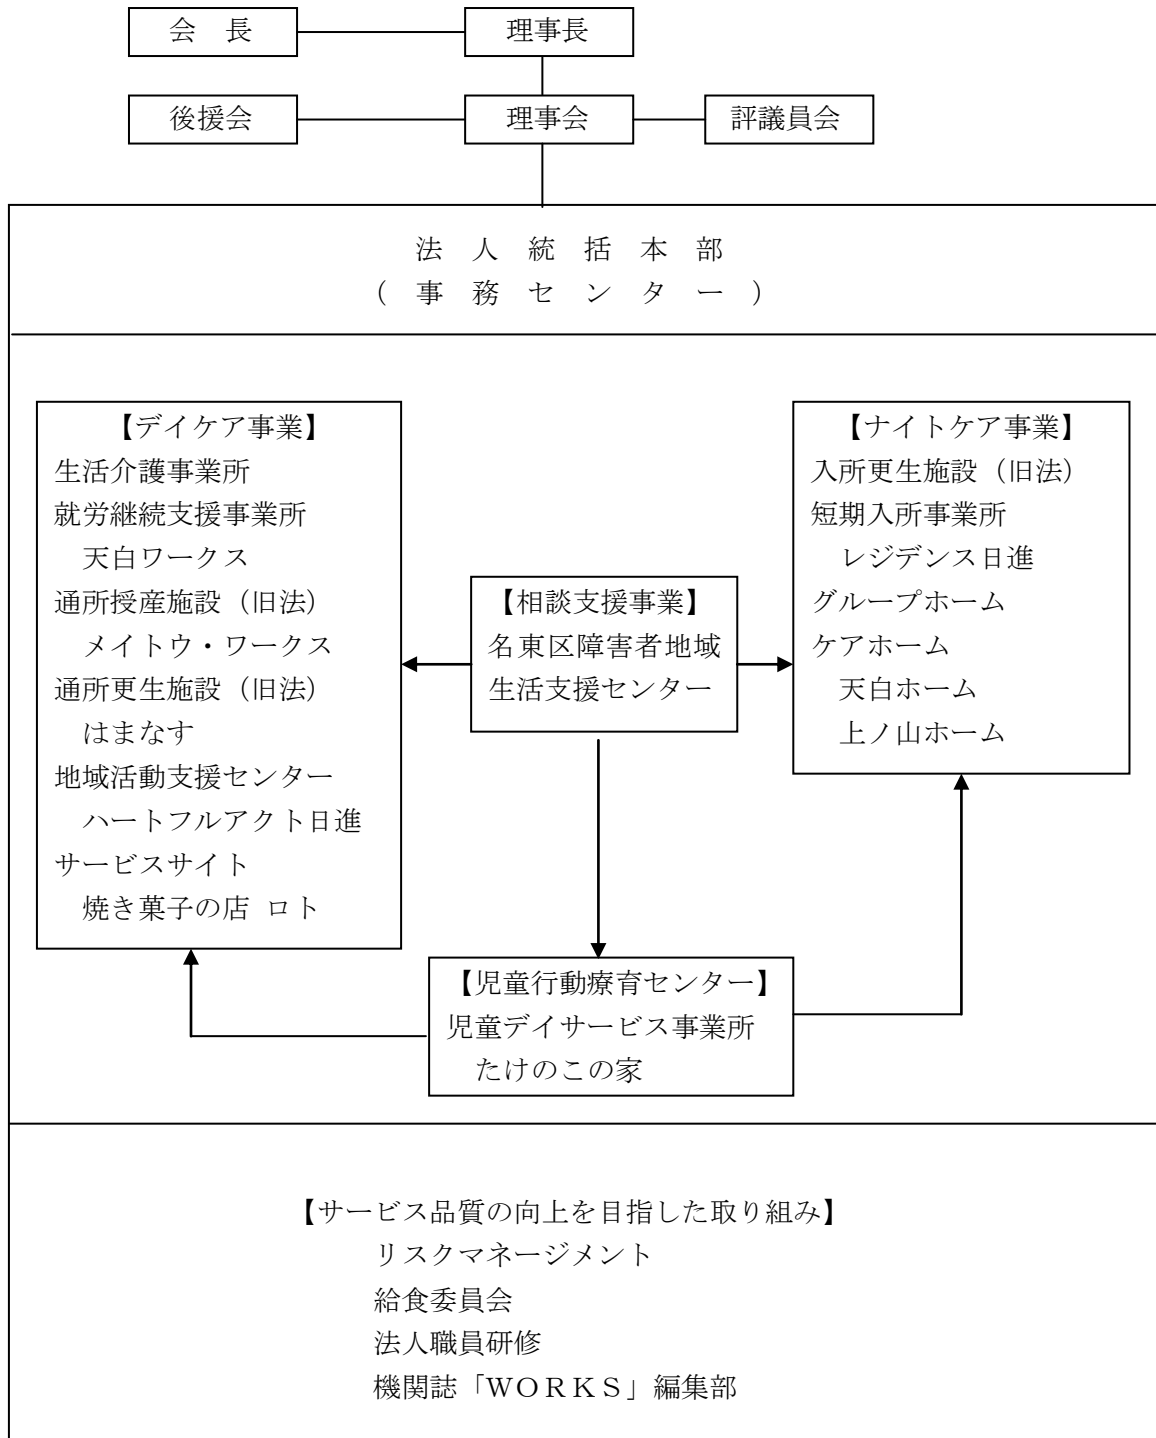 会　長
理事長
後援会
理事会
評議員会
法　人　統　括　本　部
（　事　務　セ　ン　タ　ー　）
【デイケア事業】
生活介護事業所
就労継続支援事業所
天白ワークス
通所授産施設（旧法）
メイトウ・ワークス
通所更生施設（旧法）
はまなす
地域活動支援センター
ハートフルアクト日進
サービスサイト
焼き菓子の店 ロト
【相談支援事業】
名東区障害者地域
生活支援センター
【ナイトケア事業】
入所更生施設（旧法）
短期入所事業所
レジデンス日進
グループホーム
ケアホーム
天白ホーム
上ノ山ホーム
【児童行動療育センター】
児童デイサービス事業所
たけのこの家
【サービス品質の向上を目指した取り組み】
リスクマネージメント
給食委員会
法人職員研修
機関誌「ＷＯＲＫＳ」編集部